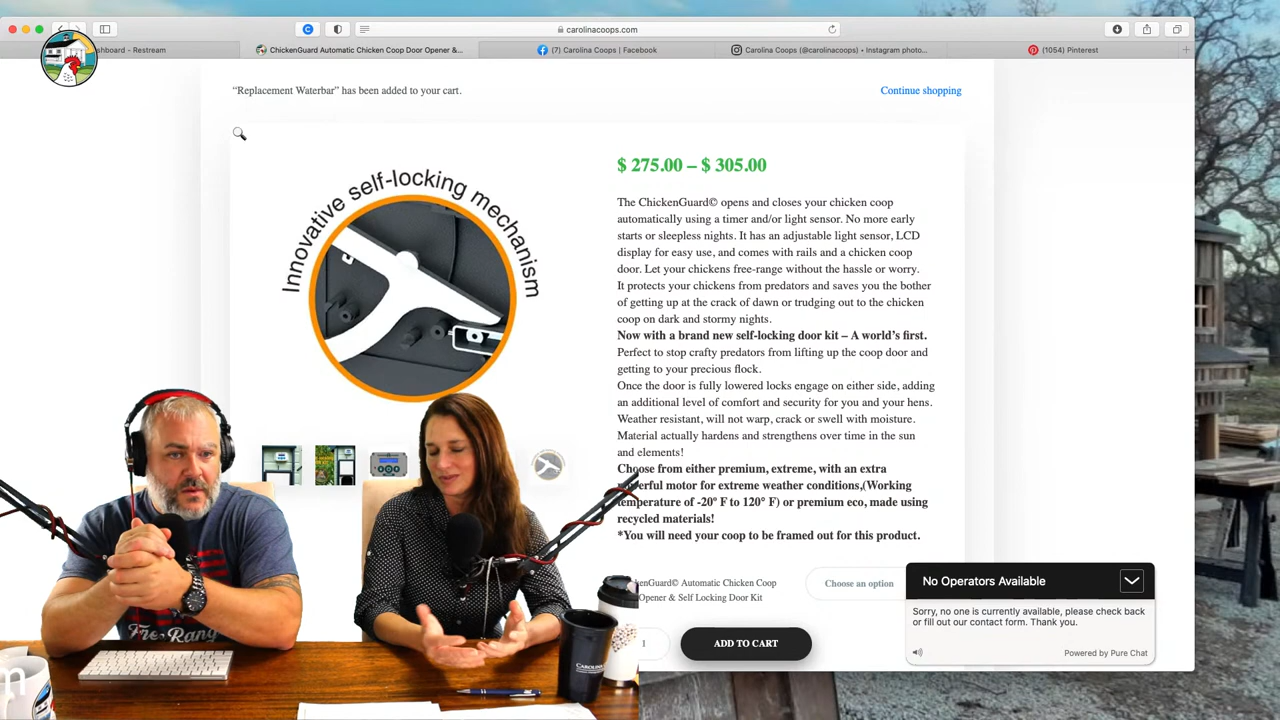 carolinacoops.com
shboard - Restream
ChickenGuard Automatic Chicken Coop Door Opener &...
(7) Carolina Coops | Facebook
Carolina Coops (@carolinacoops) • Instagram photo...
(1054) Pinterest
“Replacement Waterbar” has been added to your cart.
Continue shopping
Innovative self-locking mechanism
$ 275.00 – $ 305.00
The ChickenGuard© opens and closes your chicken coop
automatically using a timer and/or light sensor. No more early
starts or sleepless nights. It has an adjustable light sensor, LCD
display for easy use, and comes with rails and a chicken coop
door. Let your chickens free-range without the hassle or worry.
It protects your chickens from predators and saves you the bother
of getting up at the crack of dawn or trudging out to the chicken
coop on dark and stormy nights.
Now with a brand new self-locking door kit – A world’s first.
Perfect to stop crafty predators from lifting up the coop door and
getting to your precious flock.
Once the door is fully lowered locks engage on either side, adding
an additional level of comfort and security for you and your hens.
Weather resistant, will not warp, crack or swell with moisture.
Material actually hardens and strengthens over time in the sun
and elements!
Choose from either premium, extreme, with an extra
werful motor for extreme weather conditions,(Working
temperature of -20° F to 120° F) or premium eco, made using
recycled materials!
*You will need your coop to be framed out for this product.
kenGuard© Automatic Chicken Coop
Opener & Self Locking Door Kit
Choose an option
1
ADD TO CART
No Operators Available
Sorry, no one is currently available, please check back
or fill out our contact form. Thank you.
Powered by Pure Chat
Free Rang
CAROLINA
n